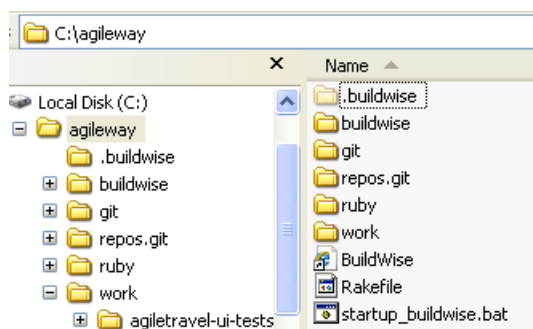 C:\agileway
Name
Local Disk (C:)
agileway
.buildwise
buildwise
git
repos.git
ruby
work
agiletravel-ui-tests
.buildwise
buildwise
git
repos.git
ruby
work
BuildWise
Rakefile
startup_buildwise.bat